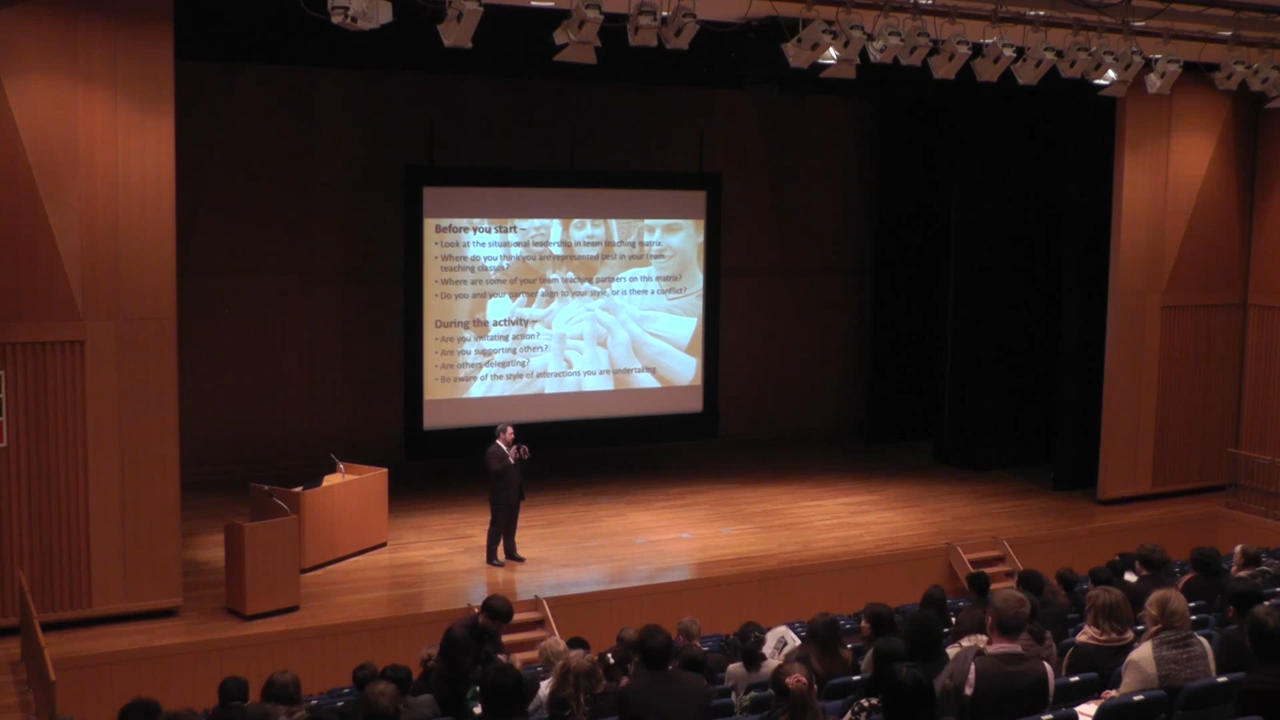 Before you start –
• Look at the situational leadership in team teaching matrix.
• Where do you think you are represented best in your team
teaching classes?
• Where are some of your team teaching partners on this matrix?
• Do you and your partner align to your style, or is there a conflict?
During the activity –
• Are you imitating action?
• Are you supporting others?
• Are others delegating?
• Be aware of the style of interactions you are undertaking.